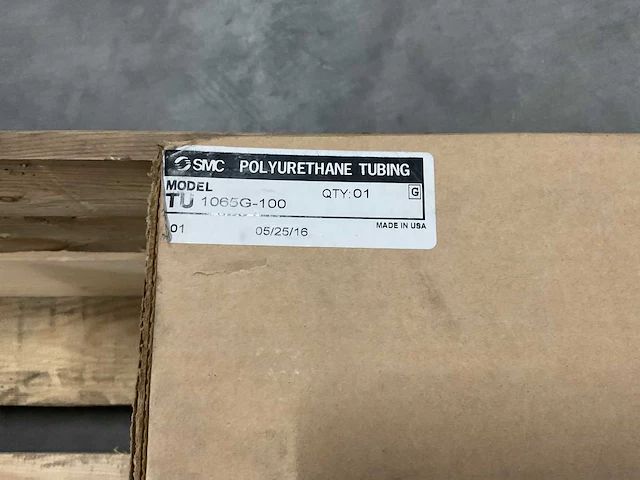 SMC POLYURETHANE TUBING
MODEL
TU 1065G-100 QTY: 01 G
01 05/25/16 MADE IN USA